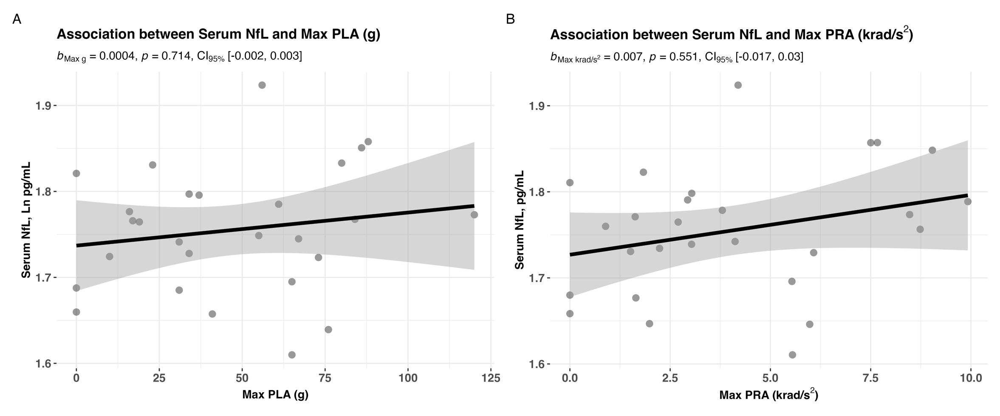 A
Association between Serum NfL and Max PLA (g)
bMax g = 0.0004, p = 0.714, CI95% [-0.002, 0.003]
Serum NfL, Ln pg/mL
1.9
1.8
1.7
1.6
0 25 50 75 100 125
Max PLA (g)
B
Association between Serum NfL and Max PRA (krad/s²)
bMax krad/s² = 0.007, p = 0.551, CI95% [-0.017, 0.03]
Serum NfL, pg/mL
1.9
1.8
1.7
1.6
0.0 2.5 5.0 7.5 10.0
Max PRA (krad/s²)